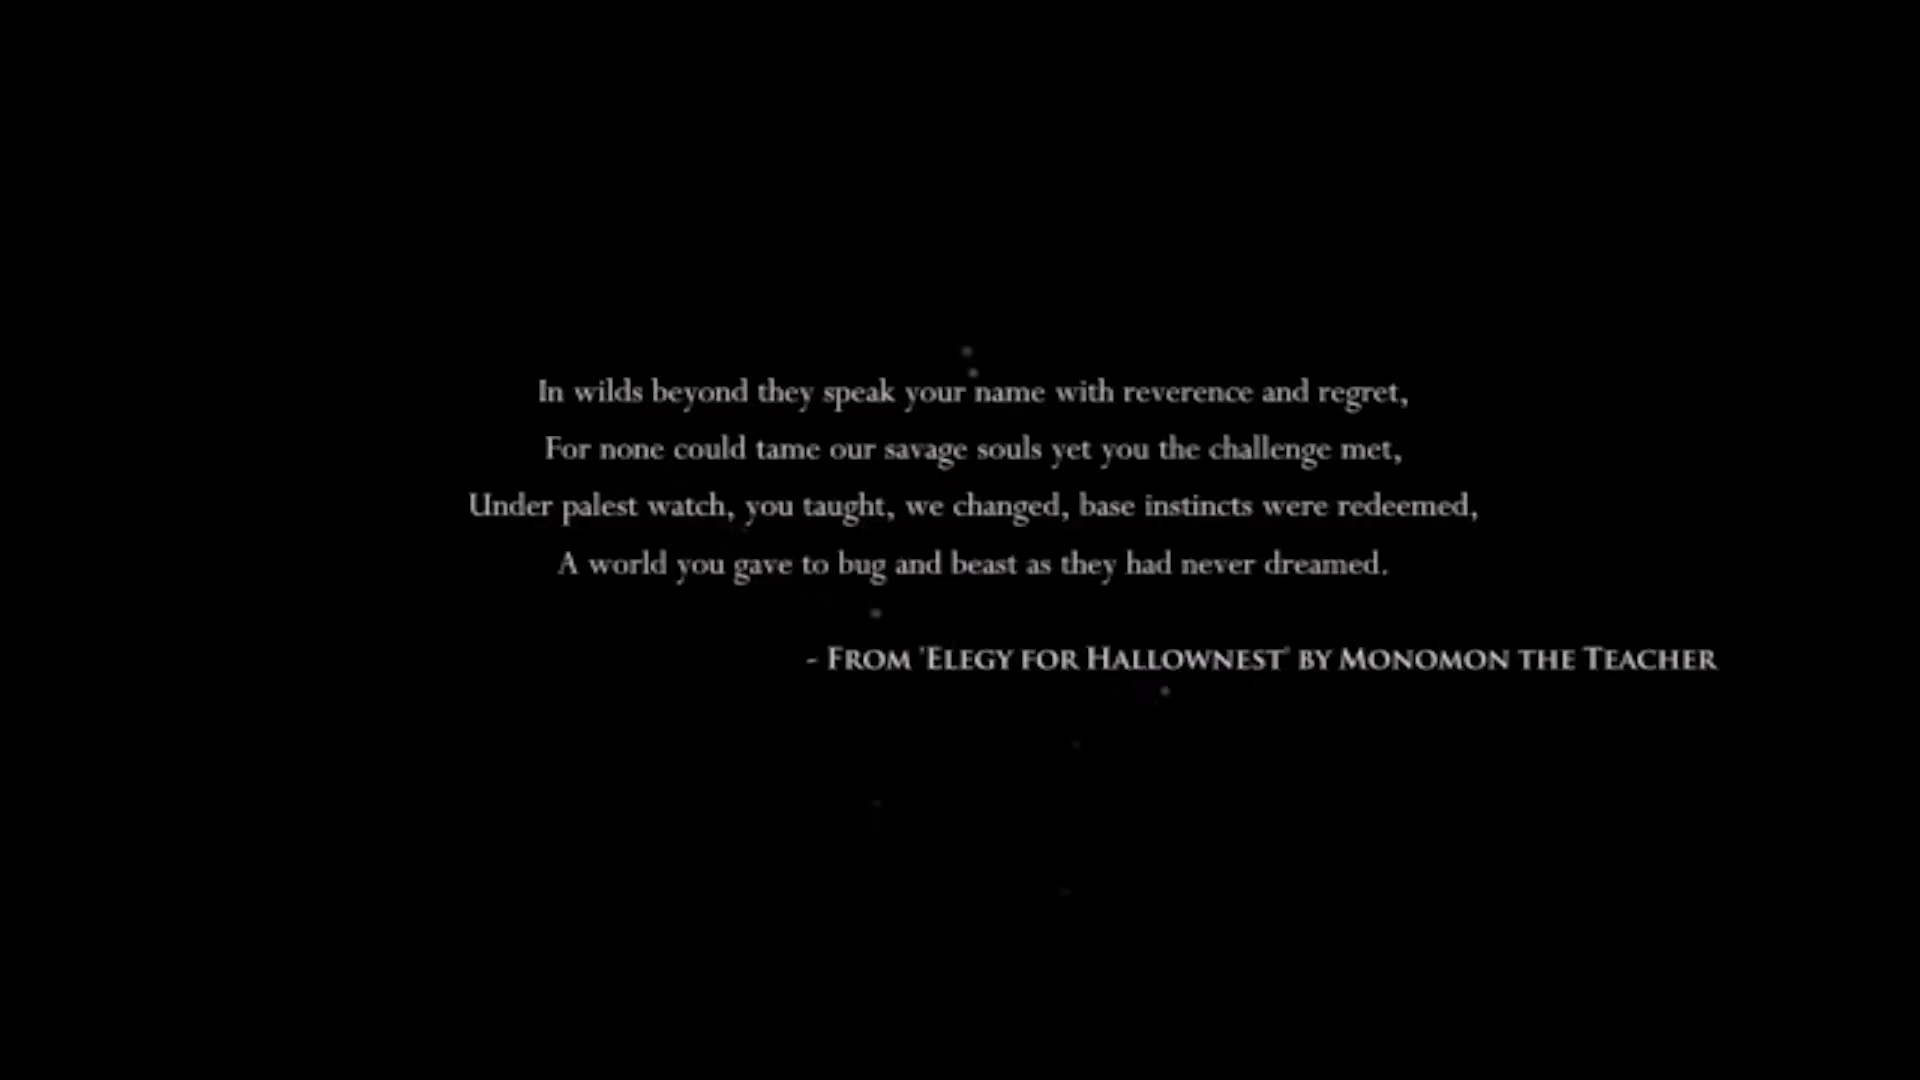 In wilds beyond they speak your name with reverence and regret,
For none could tame our savage souls yet you the challenge met,
Under palest watch, you taught, we changed, base instincts were redeemed,
A world you gave to bug and beast as they had never dreamed.
- From 'Elegy for Hallownest' by Monomon the Teacher